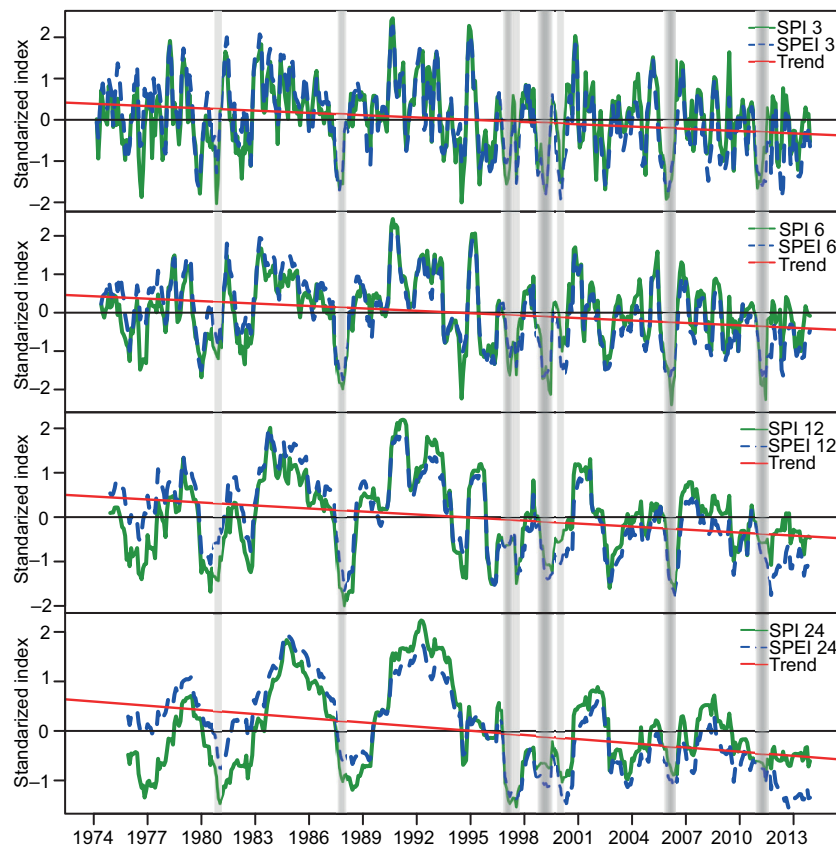 Standarized index
2
1
0
–1
–2
SPI 3
SPEI 3
Trend
Standarized index
2
1
0
–1
–2
SPI 6
SPEI 6
Trend
Standarized index
2
1
0
–1
–2
SPI 12
SPEI 12
Trend
Standarized index
2
1
0
–1
SPI 24
SPEI 24
Trend
1974 1977 1980 1983 1986 1989 1992 1995 1998 2001 2004 2007 2010 2013